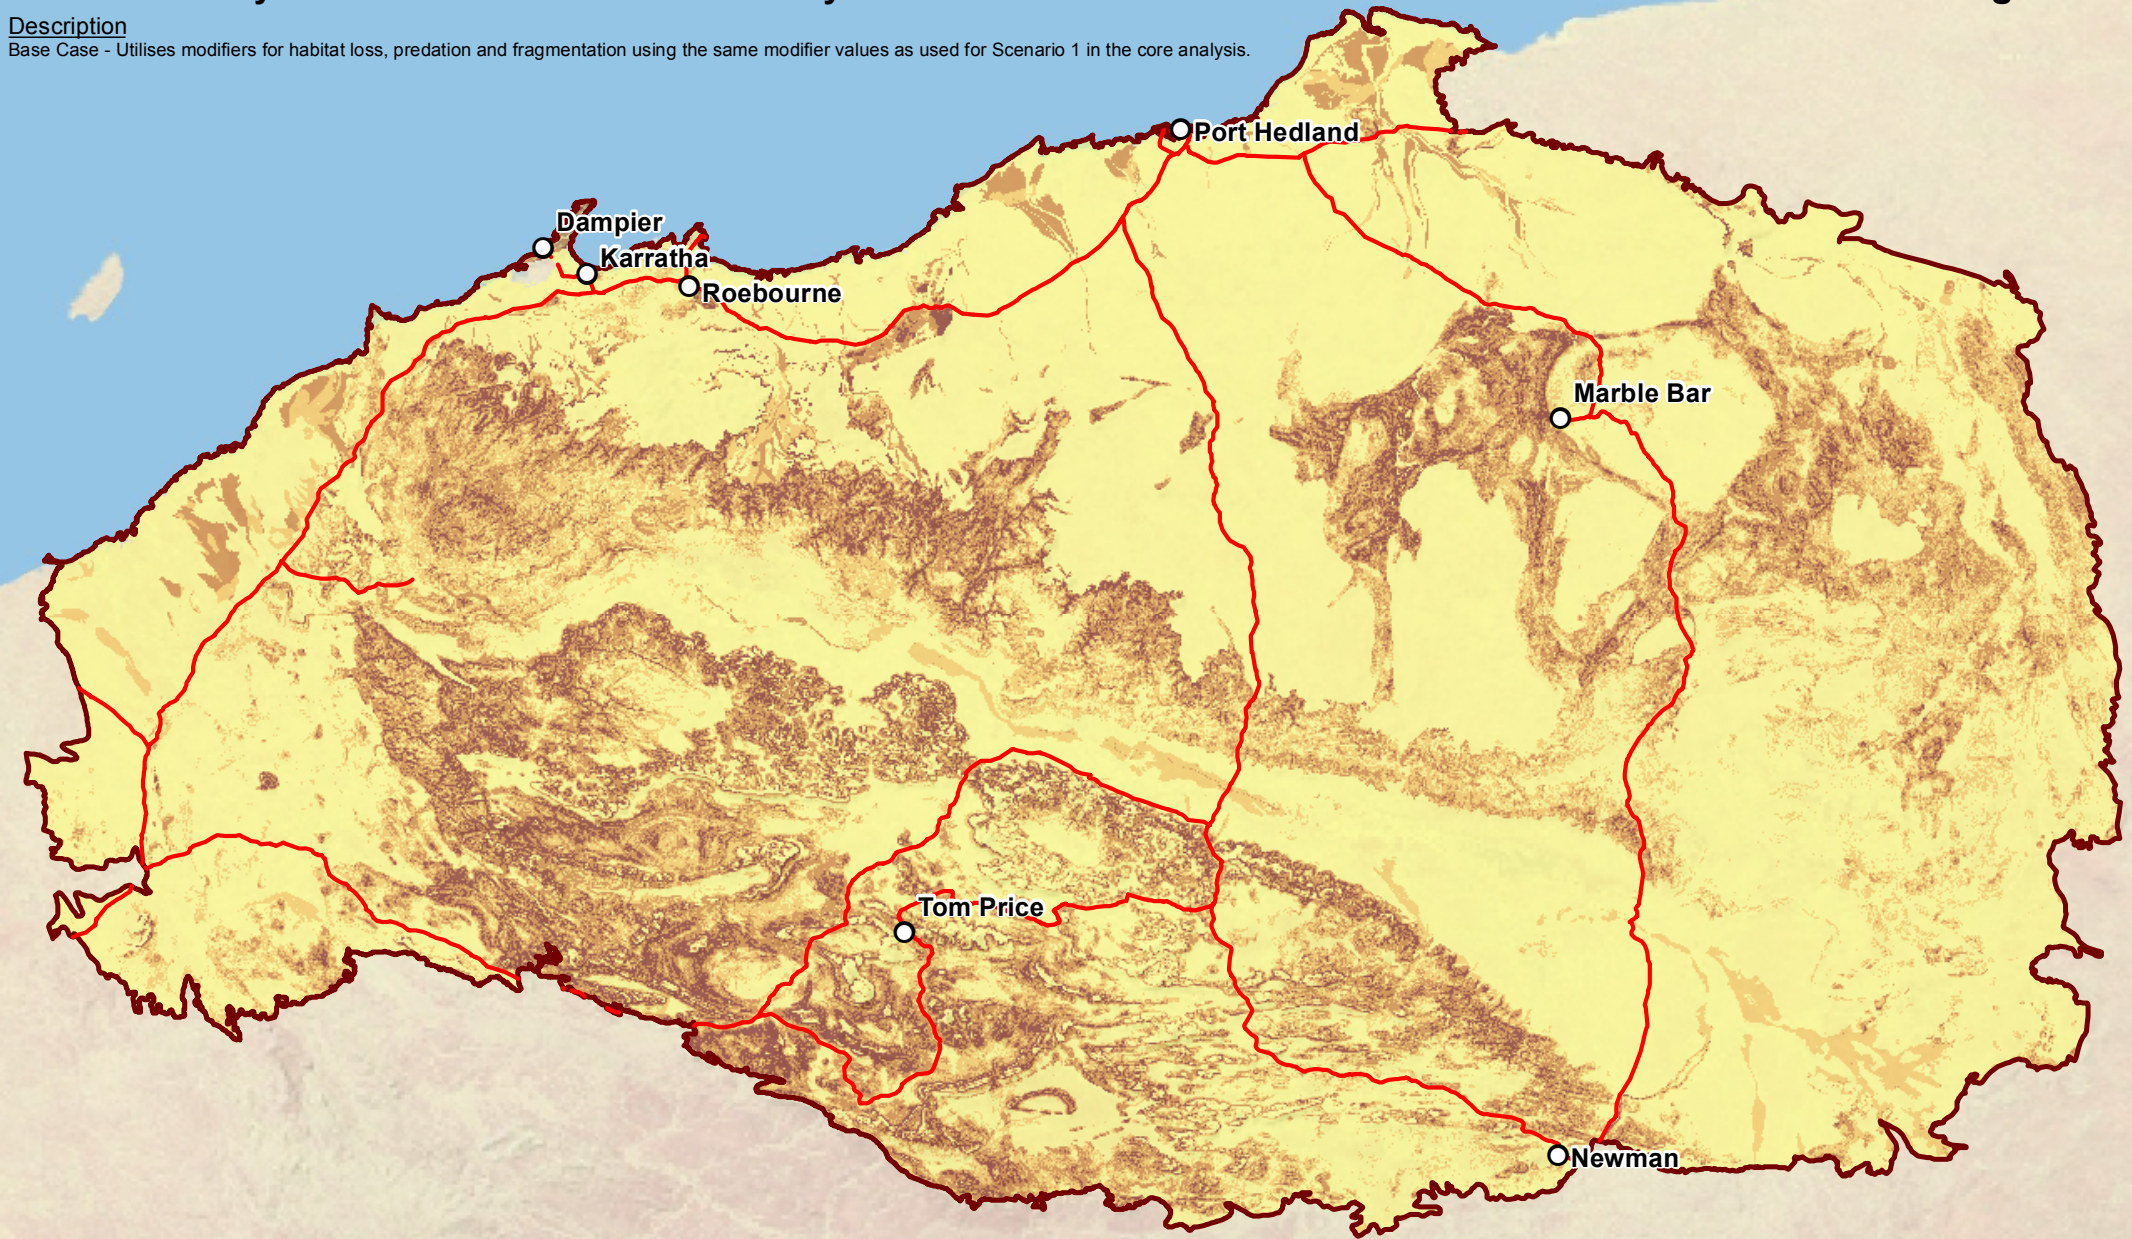 Description
Base Case - Utilises modifiers for habitat loss, predation and fragmentation using the same modifier values as used for Scenario 1 in the core analysis.
Port Hedland
Dampier
Karratha
Roebourne
Marble Bar
Tom Price
Newman